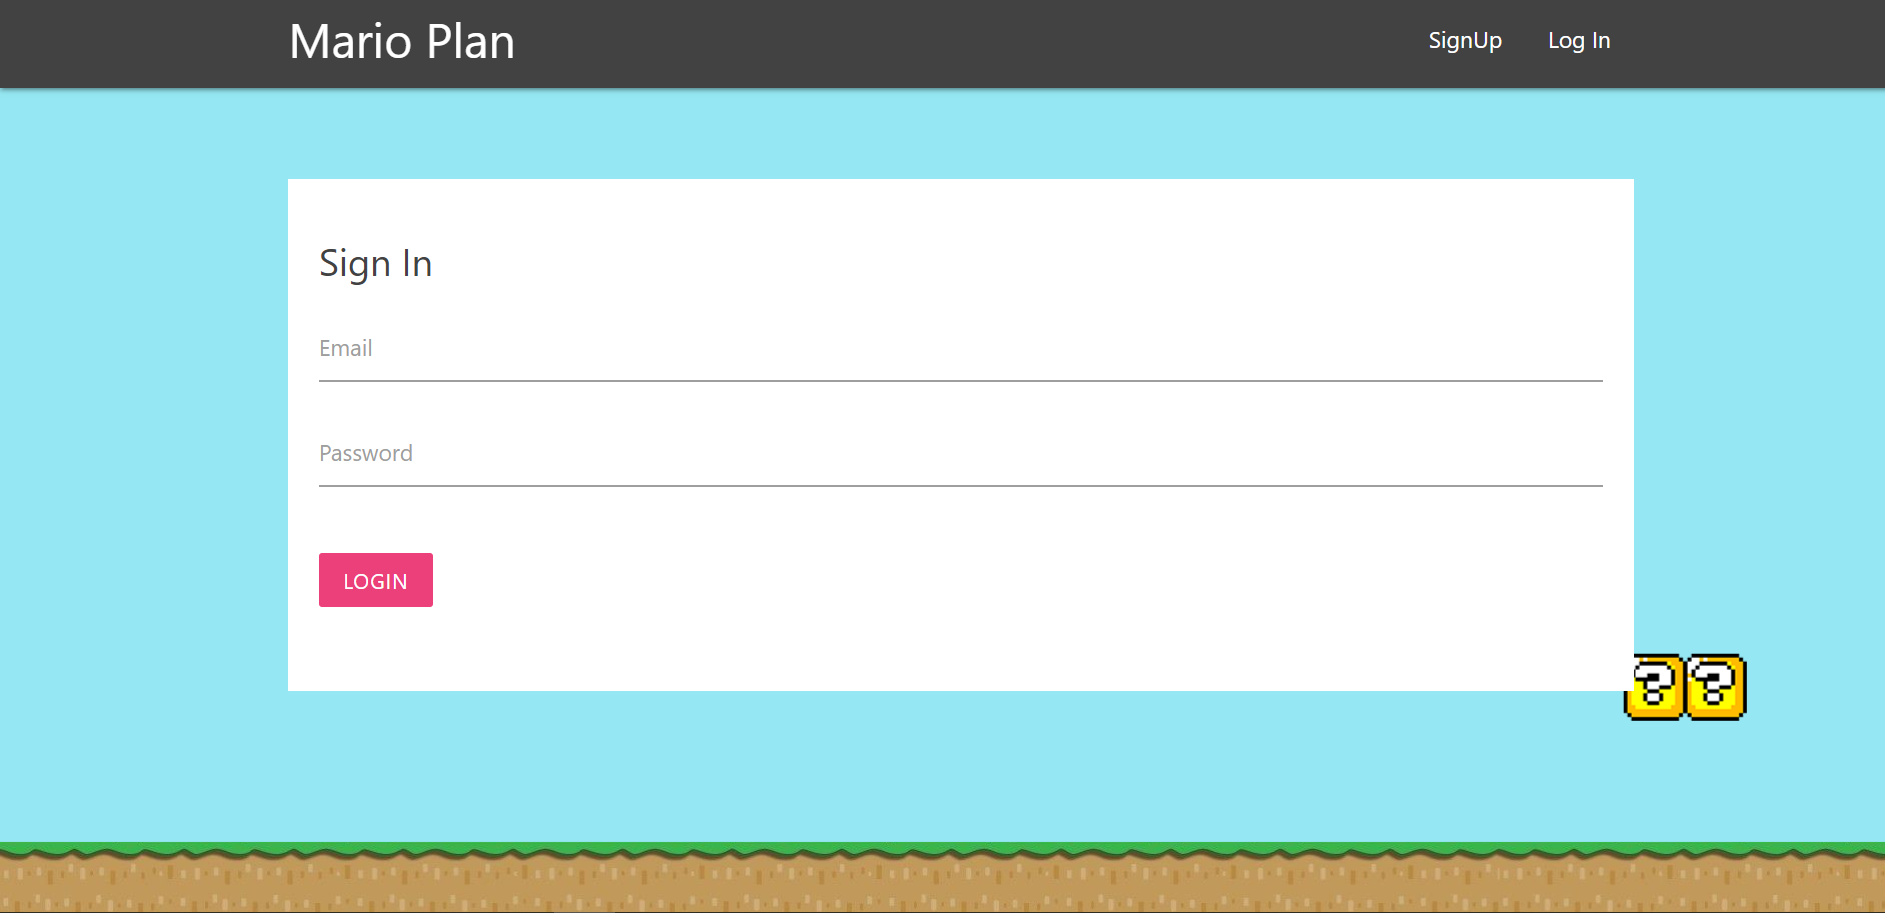 Mario Plan
SignUp
Log In
Sign In
Email
Password
LOGIN
? ?